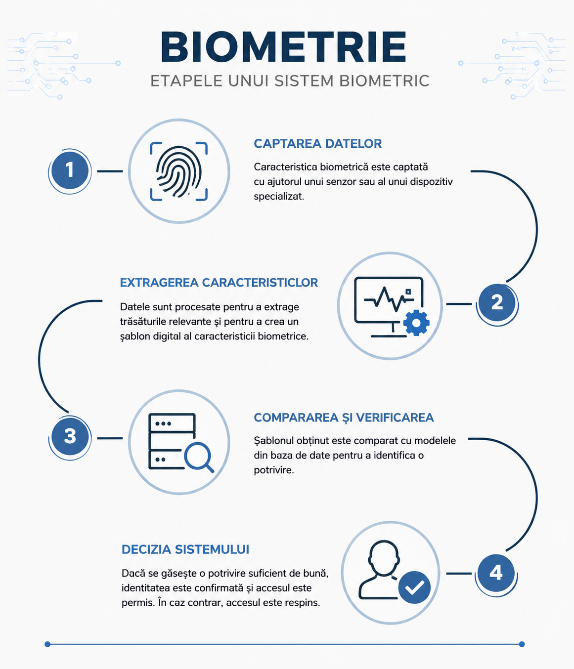 BIOMETRIE
ETAPELE UNUI SISTEM BIOMETRIC
1
CAPTAREA DATELOR
Caracteristica biometrică este captată
cu ajutorul unui senzor sau al unui dispozitiv
specializat.
EXTRAGEREA CARACTERISTICLOR
Datele sunt procesate pentru a extrage
trăsăturile relevante și pentru a crea un
șablon digital al caracteristicii biometrice.
2
3
COMPARAREA ȘI VERIFICAREA
Șablonul obținut este comparat cu modelele
din baza de date pentru a identifica o
potrivire.
DECIZIA SISTEMULUI
Dacă se găsește o potrivire suficient de bună,
identitatea este confirmată și accesul este
permis. În caz contrar, accesul este respins.
4